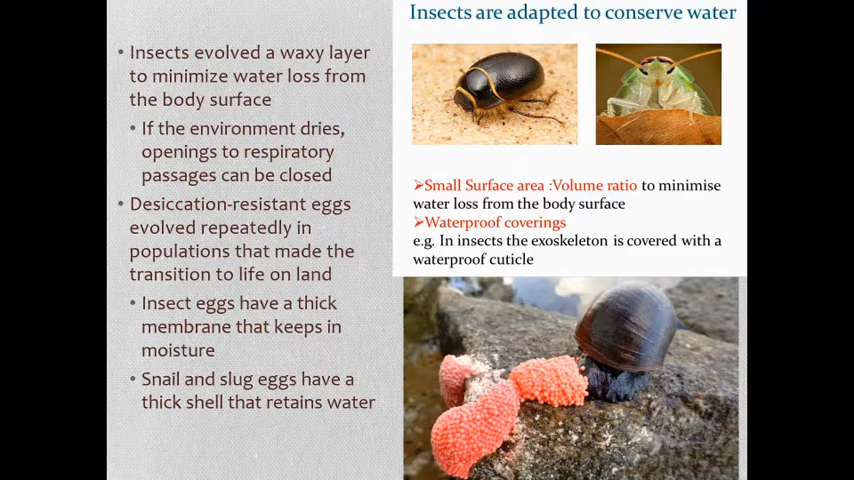 • Insects evolved a waxy layer
to minimize water loss from
the body surface
• If the environment dries,
openings to respiratory
passages can be closed
• Desiccation-resistant eggs
evolved repeatedly in
populations that made the
transition to life on land
• Insect eggs have a thick
membrane that keeps in
moisture
• Snail and slug eggs have a
thick shell that retains water
Insects are adapted to conserve water
➢Small Surface area :Volume ratio to minimise
water loss from the body surface
➢Waterproof coverings
e.g. In insects the exoskeleton is covered with a
waterproof cuticle